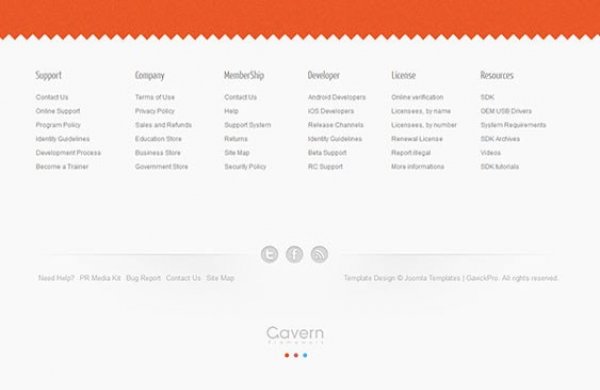 Support
Contact Us
Online Support
Program Policy
Identity Guidelines
Development Process
Become a Trainer
Company
Terms of Use
Privacy Policy
Sales and Refunds
Education Store
Business Store
Government Store
MemberShip
Contact Us
Help
Support System
Returns
Site Map
Security Policy
Developer
Android Developers
iOS Developers
Release Channels
Identity Guidelines
Beta Support
RC Support
License
Online verification
Licensees, by name
Licensees, by number
Renewal License
Report illegal
More informations
Resources
SDK
OEM USB Drivers
System Requirements
SDK Archives
Videos
SDK tutorials
Need Help? PR Media Kit Bug Report Contact Us Site Map
Template Design © Joomla Templates | GavickPro. All rights reserved.
Gavern
Framework